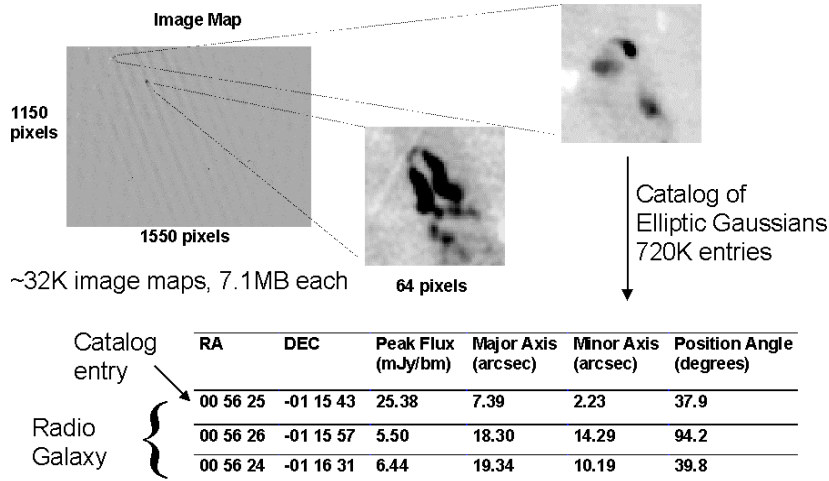 Image Map
1150
pixels
1550 pixels
~32K image maps, 7.1MB each
64 pixels
Catalog of
Elliptic Gaussians
720K entries
Catalog
entry
Radio
Galaxy
RA DEC Peak Flux Major Axis Minor Axis Position Angle
(mJy/bm) (arcsec) (arcsec) (degrees)
00 56 25 -01 15 43 25.38 7.39 2.23 37.9
00 56 26 -01 15 57 5.50 18.30 14.29 94.2
00 56 24 -01 16 31 6.44 19.34 10.19 39.8